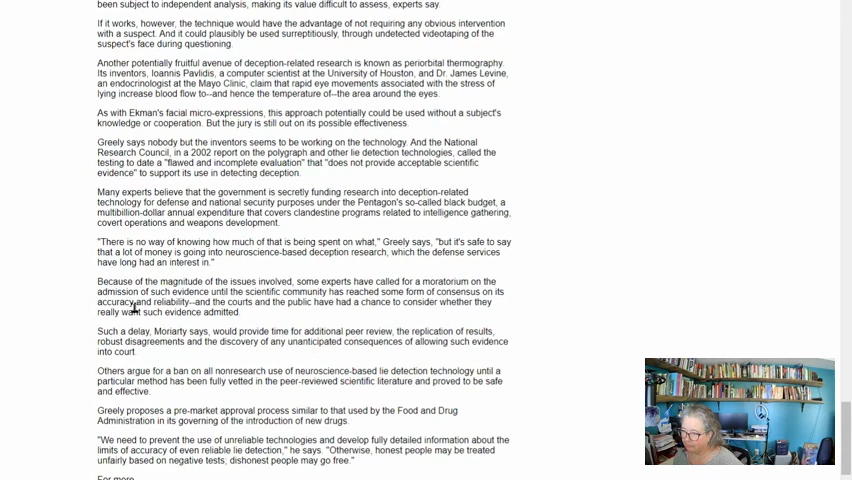 been subject to independent analysis, making its value difficult to assess, experts say.
If it works, however, the technique would have the advantage of not requiring any obvious intervention
with a suspect. And it could plausibly be used surreptitiously, through undetected videotaping of the
suspect's face during questioning.
Another potentially fruitful avenue of deception-related research is known as periorbital thermography.
Its inventors, Ioannis Pavlidis, a computer scientist at the University of Houston, and Dr. James Levine,
an endocrinologist at the Mayo Clinic, claim that rapid eye movements associated with the stress of
lying increase blood flow to--and hence the temperature of--the area around the eyes.
As with Ekman's facial micro-expressions, this approach potentially could be used without a subject's
knowledge or cooperation. But the jury is still out on its possible effectiveness.
Greely says nobody but the inventors seems to be working on the technology. And the National
Research Council, in a 2002 report on the polygraph and other lie detection technologies, called the
testing to date a "flawed and incomplete evaluation" that "does not provide acceptable scientific
evidence" to support its use in detecting deception.
Many experts believe that the government is secretly funding research into deception-related
technology for defense and national security purposes under the Pentagon's so-called black budget, a
multibillion-dollar annual expenditure that covers clandestine programs related to intelligence gathering,
covert operations and weapons development.
"There is no way of knowing how much of that is being spent on what," Greely says, "but it's safe to say
that a lot of money is going into neuroscience-based deception research, which the defense services
have long had an interest in."
Because of the magnitude of the issues involved, some experts have called for a moratorium on the
admission of such evidence until the scientific community has reached some form of consensus on its
accuracy and reliability--and the courts and the public have had a chance to consider whether they
really want such evidence admitted.
Such a delay, Moriarty says, would provide time for additional peer review, the replication of results,
robust disagreements and the discovery of any unanticipated consequences of allowing such evidence
into court.
Others argue for a ban on all nonresearch use of neuroscience-based lie detection technology until a
particular method has been fully vetted in the peer-reviewed scientific literature and proved to be safe
and effective.
Greely proposes a pre-market approval process similar to that used by the Food and Drug
Administration in its governing of the introduction of new drugs.
"We need to prevent the use of unreliable technologies and develop fully detailed information about the
limits of accuracy of even reliable lie detection," he says. "Otherwise, honest people may be treated
unfairly based on negative tests; dishonest people may go free."
For more